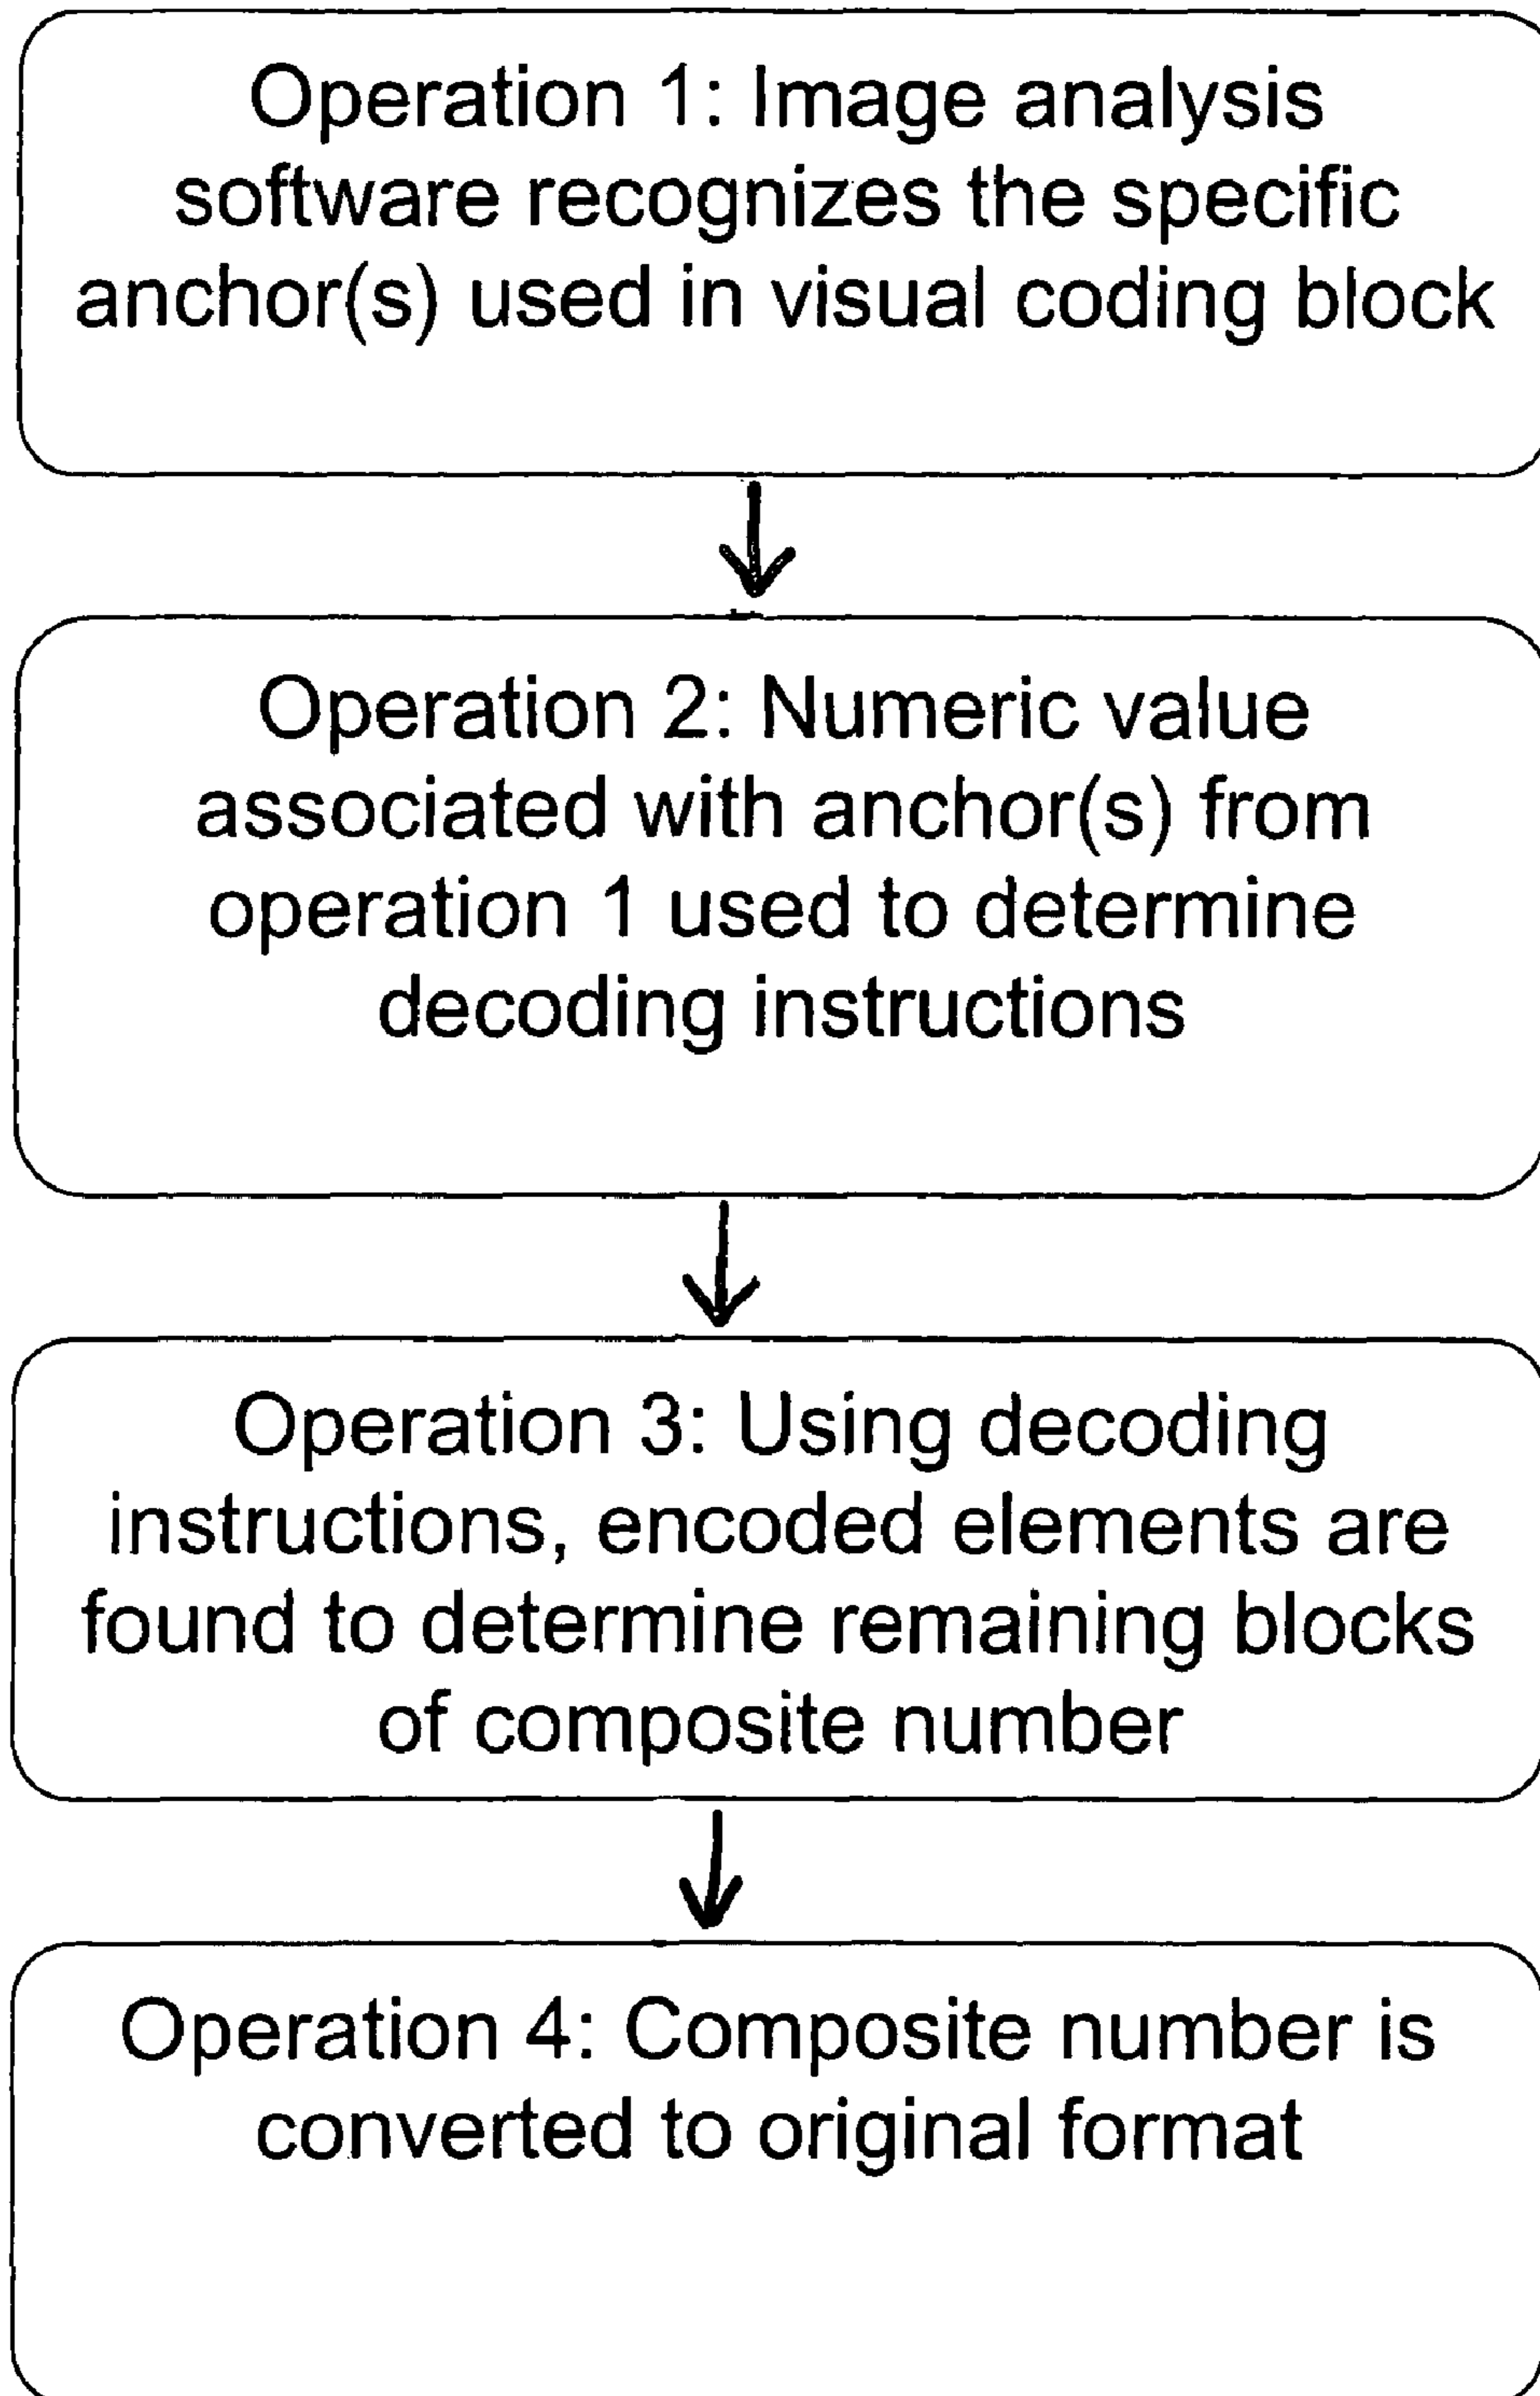 Operation 1: Image analysis
software recognizes the specific
anchor(s) used in visual coding block
Operation 2: Numeric value
associated with anchor(s) from
operation 1 used to determine
decoding instructions
Operation 3: Using decoding
instructions, encoded elements are
found to determine remaining blocks
of composite number
Operation 4: Composite number is
converted to original format